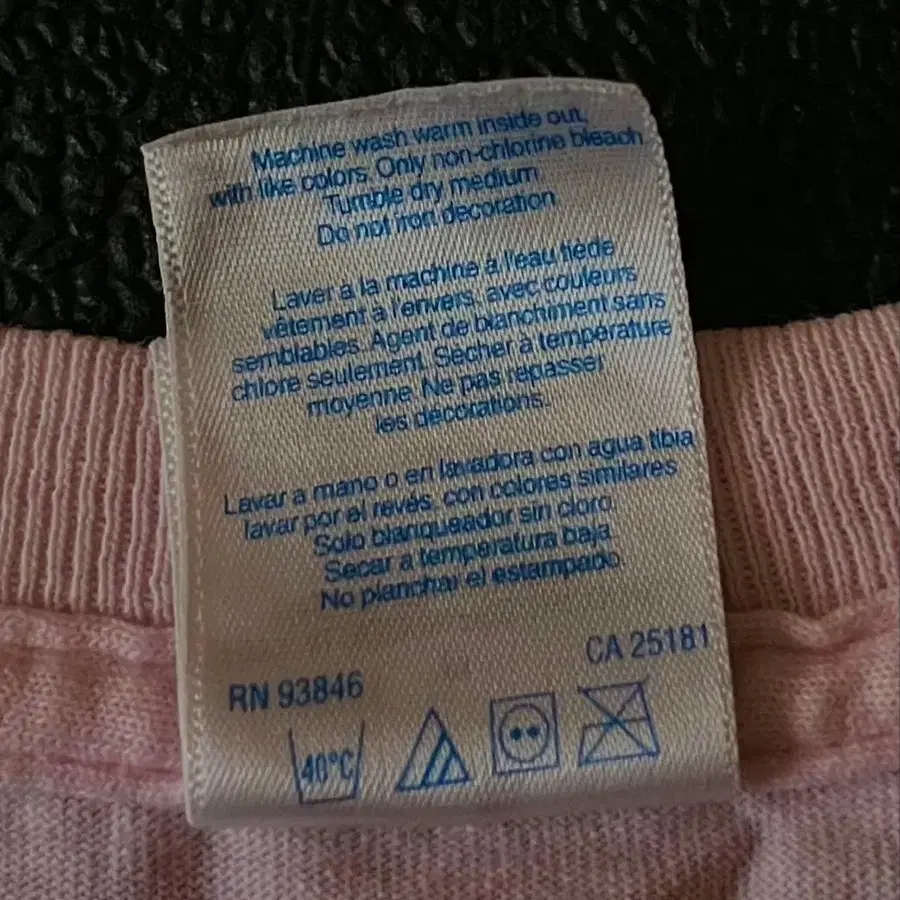 Machine wash warm inside out,
with like colors. Only non-chlorine bleach
Tumble dry medium
Do not iron decoration
Laver a la machine à l'eau tiède
vêtement a l'envers, avec couleurs
semblables. Agent de blanchiment sans
chlore seulement. Sécher à température
moyenne. Ne pas repasser
les décorations.
Lavar a mano o en lavadora con agua tibia
lavar por el revés, con colores similares
Solo blanqueador sin cloro
Secar a temperatura baja
No planchar el estampado
RN 93846
CA 25181
40°C